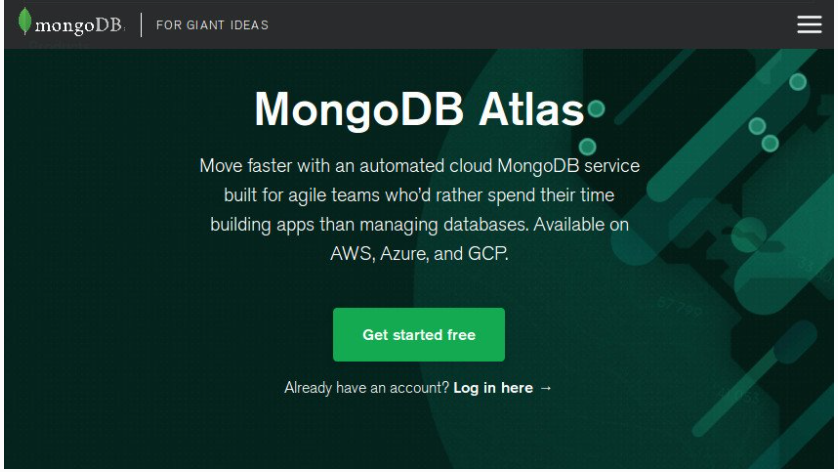 mongoDB. FOR GIANT IDEAS
MongoDB Atlas
Move faster with an automated cloud MongoDB service
built for agile teams who'd rather spend their time
building apps than managing databases. Available on
AWS, Azure, and GCP.
Get started free
Already have an account? Log in here →